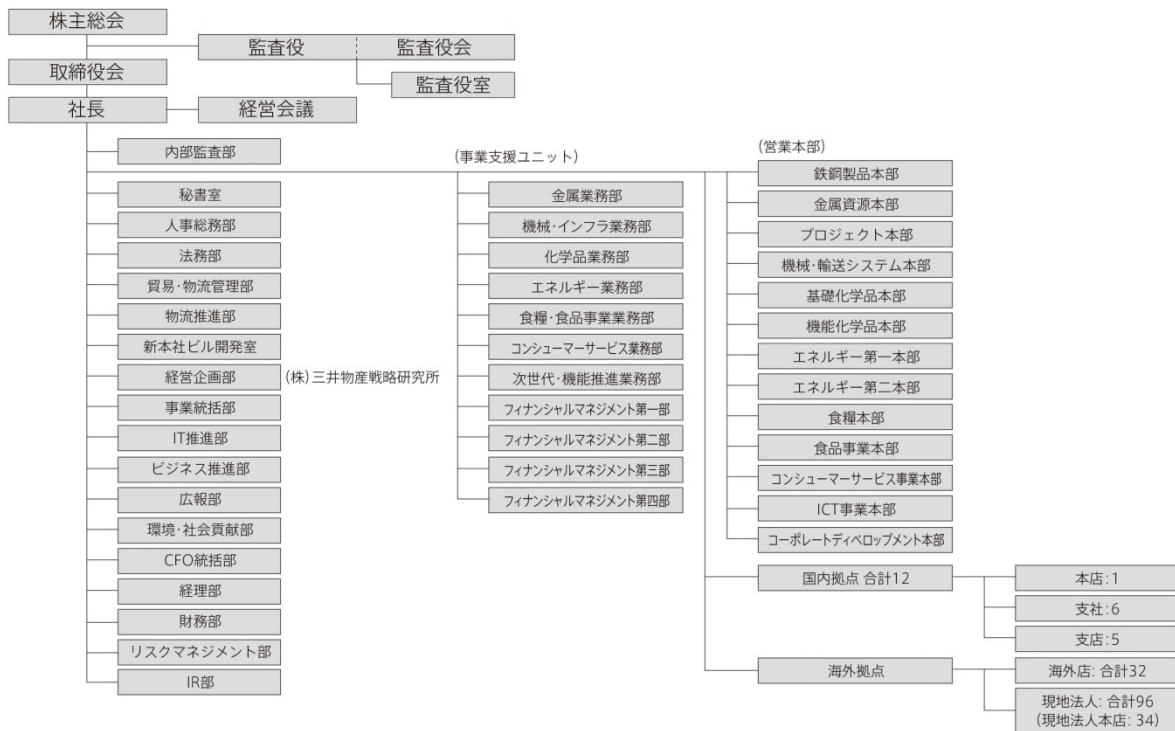 株主総会
監査役
監査役会
取締役会
監査役室
社長
経営会議
内部監査部
秘書室
人事総務部
法務部
貿易・物流管理部
物流推進部
新本社ビル開発室
経営企画部
(株)三井物産戦略研究所
事業統括部
IT推進部
ビジネス推進部
広報部
環境・社会貢献部
CFO統括部
経理部
財務部
リスクマネジメント部
IR部
(事業支援ユニット)
金属業務部
機械・インフラ業務部
化学品業務部
エネルギー業務部
食糧・食品事業業務部
コンシューマーサービス業務部
次世代・機能推進業務部
フィナンシャルマネジメント第一部
フィナンシャルマネジメント第二部
フィナンシャルマネジメント第三部
フィナンシャルマネジメント第四部
(営業本部)
鉄鋼製品本部
金属資源本部
プロジェクト本部
機械・輸送システム本部
基礎化学品本部
機能化学品本部
エネルギー第一本部
エネルギー第二本部
食糧本部
食品事業本部
コンシューマーサービス事業本部
ICT事業本部
コーポレートディベロップメント本部
国内拠点 合計12
本店: 1
支社: 6
支店: 5
海外拠点
海外店: 合計32
現地法人: 合計96
(現地法人本店: 34)